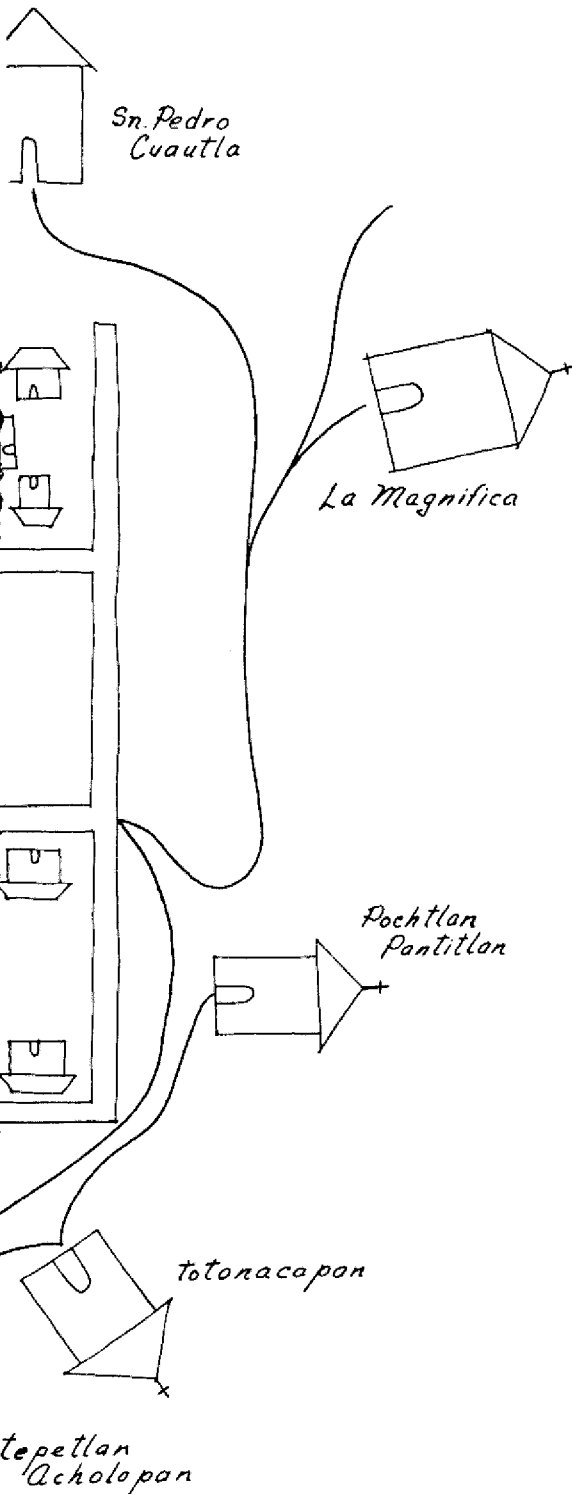 Sn. Pedro
Cuautla
La Magnifica
Pochtlan
Pantitlan
Totonacapan
tepetlan
Acholopan